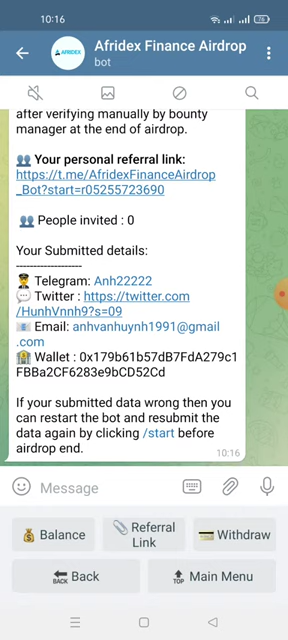 10:16
76
Afridex Finance Airdrop
bot
AFRIDEX
after verifying manually by bounty
manager at the end of airdrop.
👥 Your personal referral link:
https://t.me/AfridexFinanceAirdrop
_Bot?start=r05255723690
👥 People invited : 0
Your Submitted details:
-------------------
👮 Telegram: Anh22222
💬 Twitter : https://twitter.com
/HunhVnnh9?s=09
📧 Email: anhvanhuynh1991@gmail
.com
🏦 Wallet : 0x179b61b57dB7FdA279c1
FBBa2CF6283e9bCD52Cd
If your submitted data wrong then you
can restart the bot and resubmit the
data again by clicking /start before
airdrop end.
10:16
Message
💰 Balance
📎 Referral
Link
💳 Withdraw
🔙 Back
🔝 Main Menu